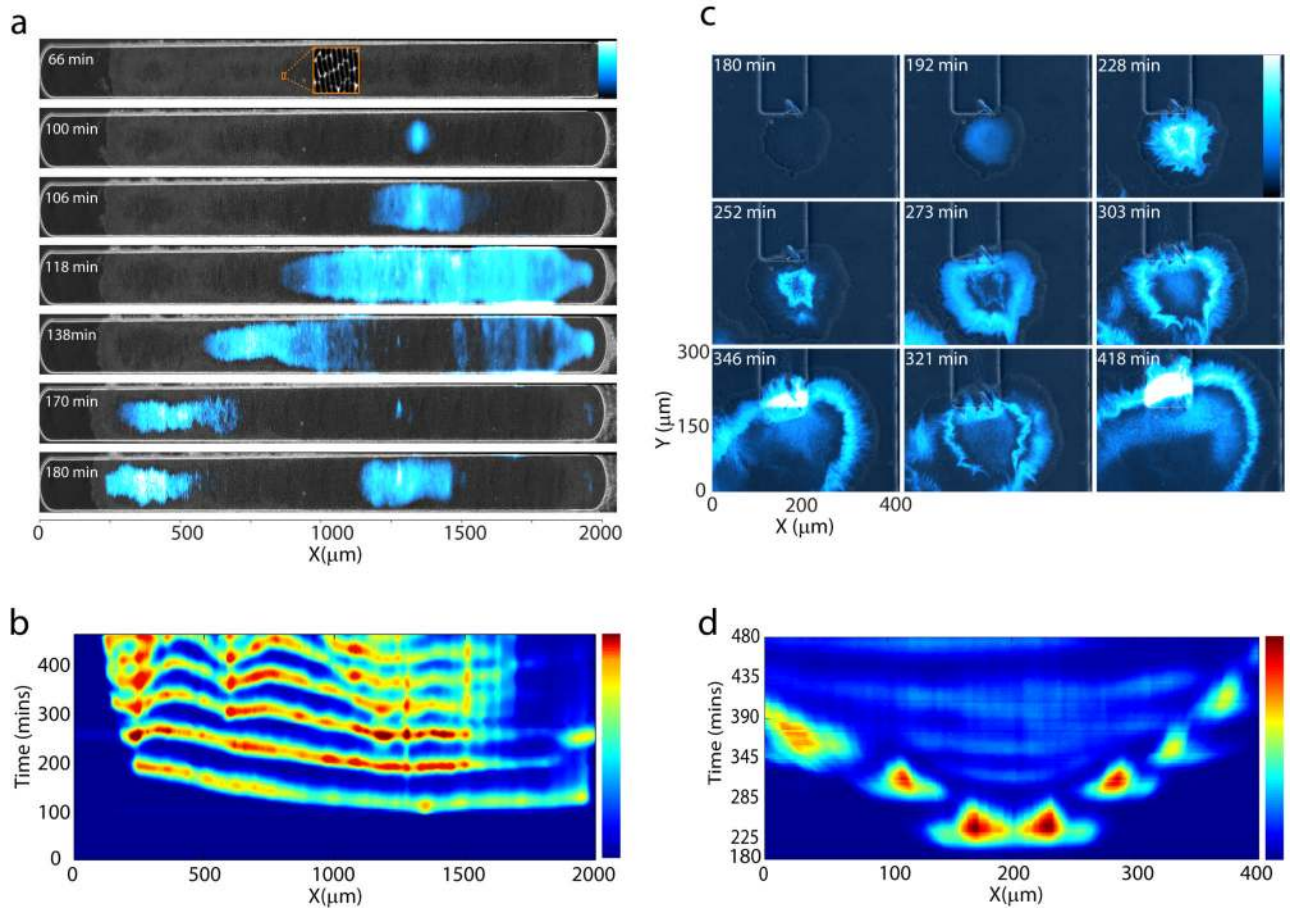 a
66 min
100 min
106 min
118 min
138min
170 min
180 min
0 500 1000 1500 2000
X(μm)
c
180 min 192 min 228 min
252 min 273 min 303 min
346 min 321 min 418 min
300
150
0
Y (μm)
0 200 400
X (μm)
b
400
300
200
100
0
Time (mins)
0 500 1000 1500 2000
X(μm)
d
480
435
390
345
285
225
180
Time (mins)
0 100 200 300 400
X(μm)